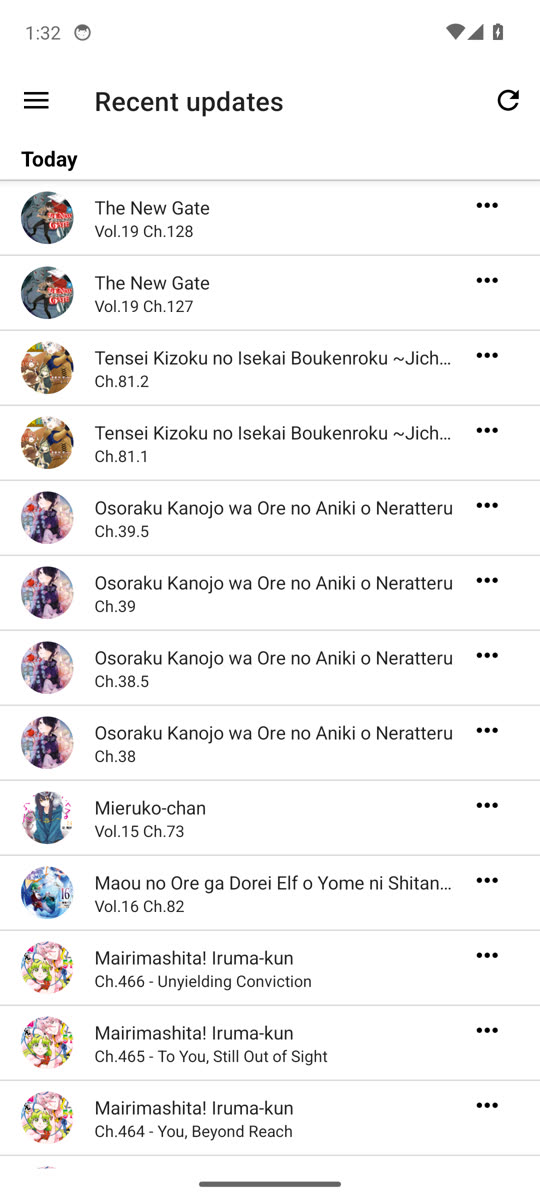 1:32
Recent updates
Today
The New Gate
Vol.19 Ch.128
The New Gate
Vol.19 Ch.127
Tensei Kizoku no Isekai Boukenroku ~Jich...
Ch.81.2
Tensei Kizoku no Isekai Boukenroku ~Jich...
Ch.81.1
Osoraku Kanojo wa Ore no Aniki o Neratteru
Ch.39.5
Osoraku Kanojo wa Ore no Aniki o Neratteru
Ch.39
Osoraku Kanojo wa Ore no Aniki o Neratteru
Ch.38.5
Osoraku Kanojo wa Ore no Aniki o Neratteru
Ch.38
Mieruko-chan
Vol.15 Ch.73
Maou no Ore ga Dorei Elf o Yome ni Shitan...
Vol.16 Ch.82
Mairimashita! Iruma-kun
Ch.466 - Unyielding Conviction
Mairimashita! Iruma-kun
Ch.465 - To You, Still Out of Sight
Mairimashita! Iruma-kun
Ch.464 - You, Beyond Reach